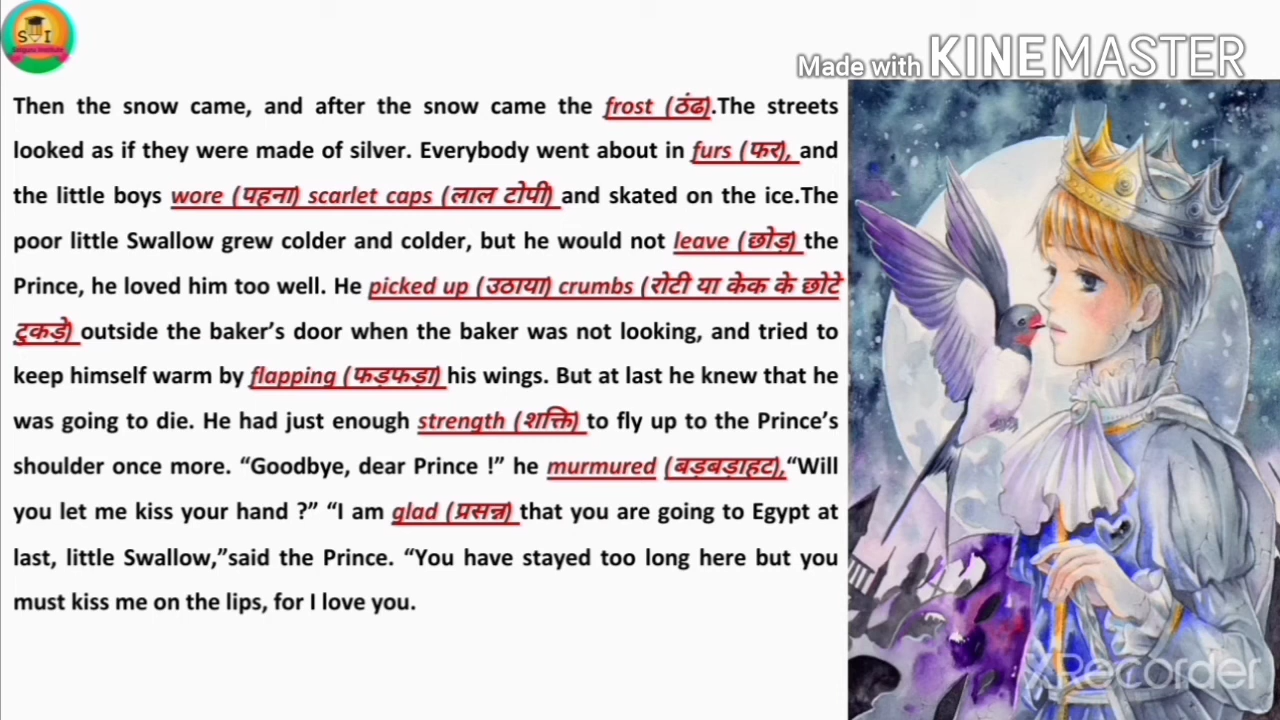 S I
Made with KINEMASTER
Then the snow came, and after the snow came the frost (ठंढ).The streets
looked as if they were made of silver. Everybody went about in furs (फर), and
the little boys wore (पहना) scarlet caps (लाल टोपी) and skated on the ice.The
poor little Swallow grew colder and colder, but he would not leave (छोड़) the
Prince, he loved him too well. He picked up (उठाया) crumbs (रोटी या केक के छोटे
टुकड़े) outside the baker’s door when the baker was not looking, and tried to
keep himself warm by flapping (फड़फड़ा) his wings. But at last he knew that he
was going to die. He had just enough strength (शक्ति) to fly up to the Prince’s
shoulder once more. “Goodbye, dear Prince !” he murmured (बड़बड़ाहट),“Will
you let me kiss your hand ?” “I am glad (प्रसन्न) that you are going to Egypt at
last, little Swallow,”said the Prince. “You have stayed too long here but you
must kiss me on the lips, for I love you.
XRecorder